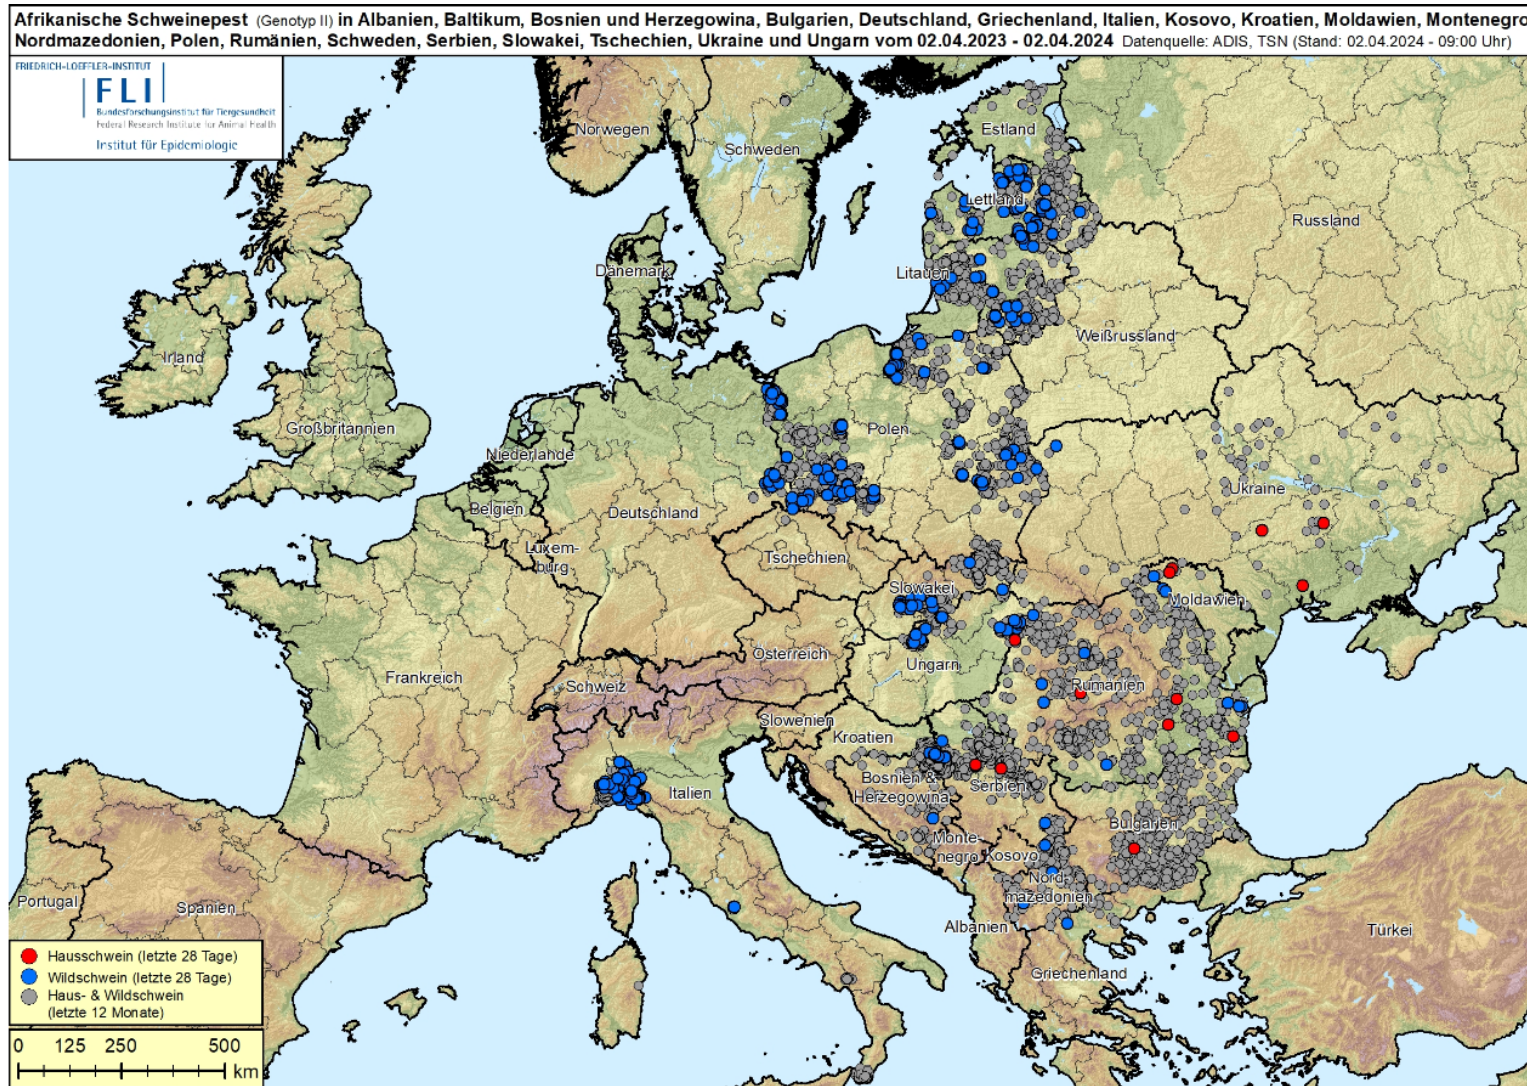 Afrikanische Schweinepest (Genotyp II) in Albanien, Baltikum, Bosnien und Herzegowina, Bulgarien, Deutschland, Griechenland, Italien, Kosovo, Kroatien, Moldawien, Montenegro
Nordmazedonien, Polen, Rumänien, Schweden, Serbien, Slowakei, Tschechien, Ukraine und Ungarn vom 02.04.2023 - 02.04.2024 Datenquelle: ADIS, TSN (Stand: 02.04.2024 - 09:00 Uhr)
FRIEDRICH-LOEFFLER-INSTITUT
FLI
Bundesforschungsinstitut für Tiergesundheit
Federal Research Institute for Animal Health
Institut für Epidemiologie
Norwegen
Schweden
Estland
Lettland
Russland
Dänemark
Litauen
Weißrussland
Irland
Großbritannien
Polen
Niederlande
Ukraine
Belgien
Deutschland
Luxem-
burg
Tschechien
Slowakei
Moldawien
Österreich
Ungarn
Frankreich
Schweiz
Rumänien
Slowenien
Kroatien
Italien
Bosnien &
Herzegowina
Serbien
Bulgarien
Monte-
negro
Kosovo
Nord-
mazedonien
Portugal
Spanien
Albanien
Türkei
Griechenland
Hausschwein (letzte 28 Tage)
Wildschwein (letzte 28 Tage)
Haus- & Wildschwein
(letzte 12 Monate)
0 125 250 500
km